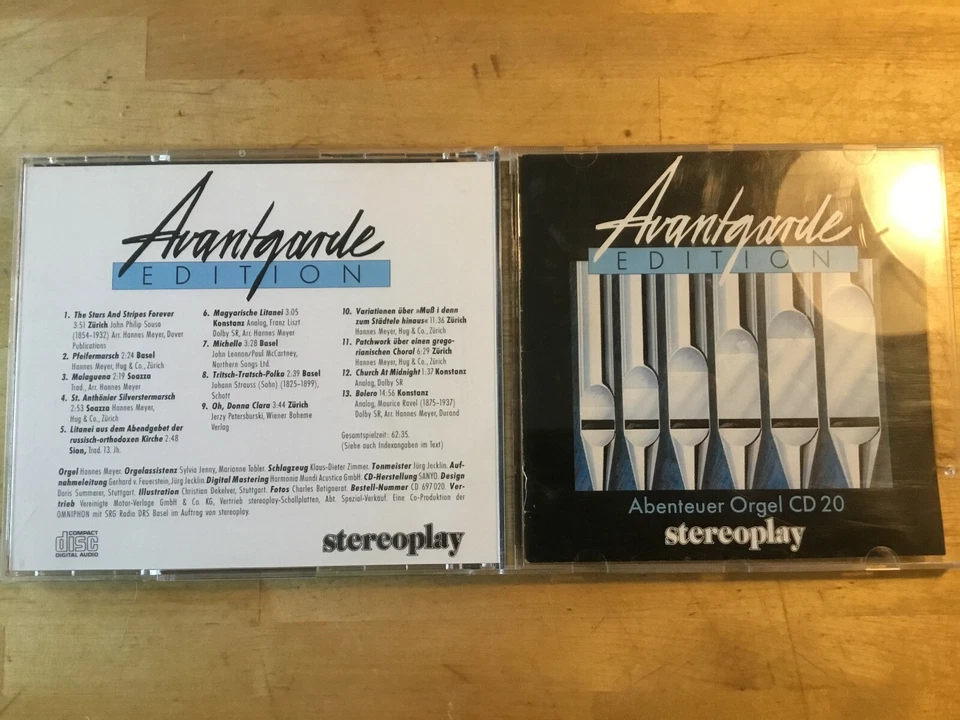 Avantgarde
EDITION
1. The Stars And Stripes Forever
3:51 Zürich John Philip Sousa
(1854–1932) Arr. Hannes Meyer, Dover
Publications
2. Pfeifermarsch 2:24 Basel
Hannes Meyer, Hug & Co., Zürich
3. Malaguena 2:19 Soazza
Trad., Arr. Hannes Meyer
4. St. Anthönier Silverstermarsch
2:53 Soazza Hannes Meyer,
Hug & Co., Zürich
5. Litanei aus dem Abendgebet der
russisch-orthodoxen Kirche 2:48
Sion, Trad. 13. Jh.
6. Magyarische Litanei 3:05
Konstanz Analog, Franz Liszt
Dolby SR, Arr. Hannes Meyer
7. Michelle 3:28 Basel
John Lennon/Paul McCartney,
Northern Songs Ltd.
8. Tritsch-Tratsch-Polka 2:39 Basel
Johann Strauss (Sohn) (1825–1899),
Schott
9. Oh, Donna Clara 3:44 Zürich
Jerzy Petersburski, Wiener Boheme
Verlag
10. Variationen über »Muß i denn
zum Städtele hinaus« 11:36 Zürich
Hannes Meyer, Hug & Co., Zürich
11. Patchwork über einen grego-
rianischen Choral 6:29 Zürich
Hannes Meyer, Hug & Co., Zürich
12. Church At Midnight 1:37 Konstanz
Analog, Dolby SR
13. Bolero 14:56 Konstanz
Analog, Maurice Ravel (1875–1937)
Dolby SR, Arr. Hannes Meyer, Durand
Gesamtspielzeit: 62:35.
(Siehe auch Indexangaben im Text)
Orgel Hannes Meyer. Orgelassistenz Sylvia Jenny, Marianne Tobler. Schlagzeug Klaus-Dieter Zimmer. Tonmeister Jürg Jecklin. Auf-
nahmeleitung Gerhard v. Feuerstein, Jürg Jecklin. Digital Mastering Harmonia Mundi Acustica GmbH. CD-Herstellung SANYO. Design
Doris Summerer, Stuttgart. Illustration Christian Dekelver, Stuttgart. Fotos Charles Batignerat. Bestell-Nummer CD 697 020. Ver-
trieb Vereinigte Motor-Verlage GmbH & Co. KG, Vertrieb stereoplay-Schallplatten, Abt. Spezial-Verkauf. Eine Co-Produktion der
OMNIPHON mit SRG Radio DRS Basel im Auftrag von stereoplay.
COMPACT
disc
DIGITAL AUDIO
stereoplay
Avantgarde
EDITION
Abenteuer Orgel CD 20
stereoplay